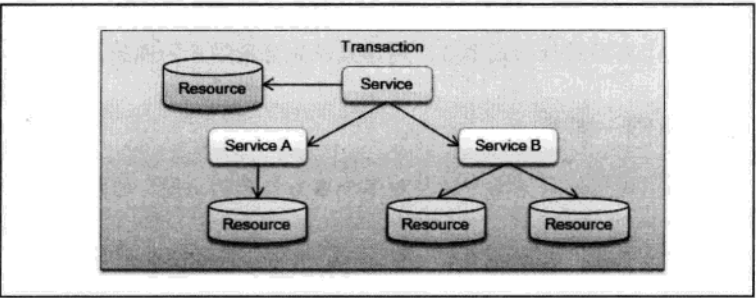 Transaction
Service
Resource
Service A
Service B
Resource
Resource
Resource